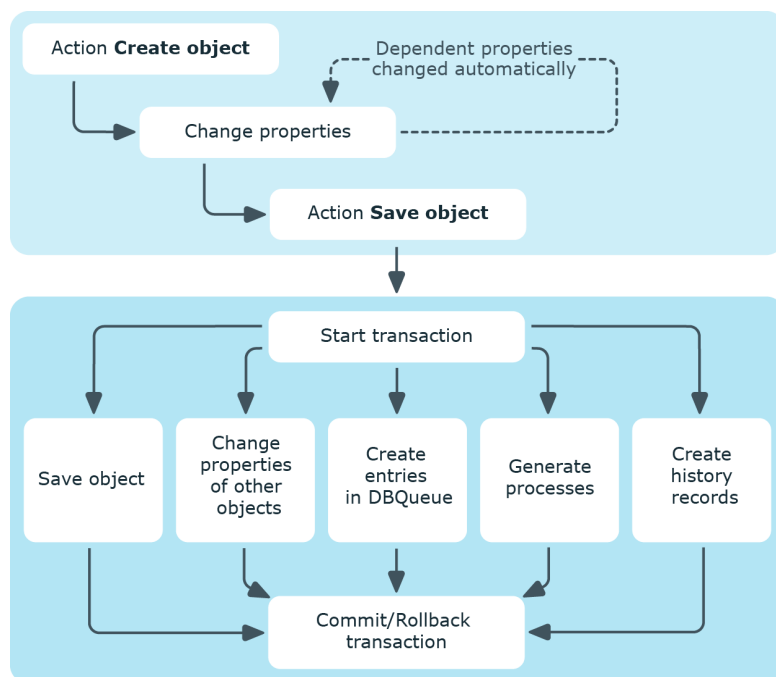 Action Create object
Dependent properties
changed automatically
Change properties
Action Save object
Start transaction
Save object
Change
properties
of other
objects
Create
entries
in DBQueue
Generate
processes
Create
history
records
Commit/Rollback
transaction